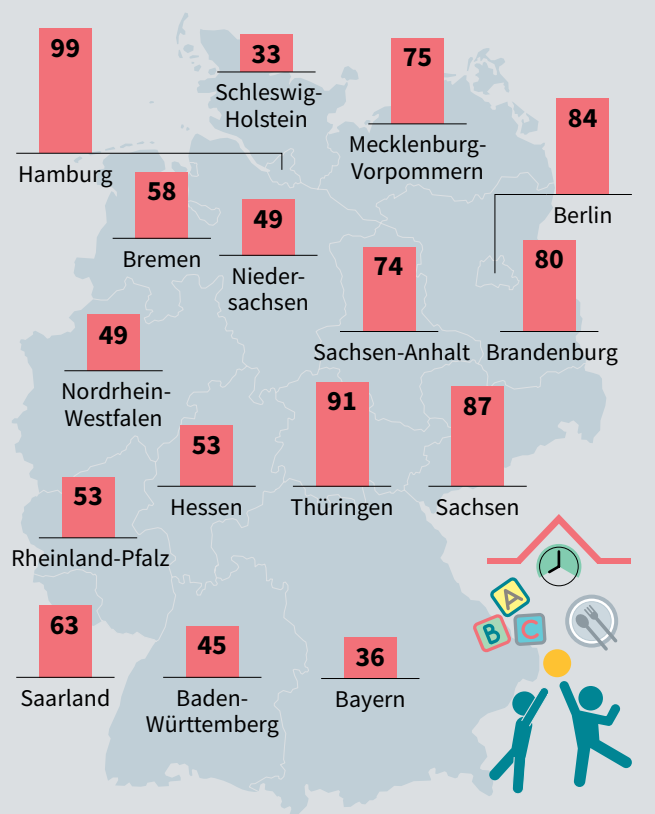 99
Hamburg
33
Schleswig-
Holstein
75
Mecklenburg-
Vorpommern
84
Berlin
58
Bremen
49
Nieder-
sachsen
74
Sachsen-Anhalt
80
Brandenburg
49
Nordrhein-
Westfalen
53
Hessen
91
Thüringen
87
Sachsen
53
Rheinland-Pfalz
63
Saarland
45
Baden-
Württemberg
36
Bayern
A
B
C